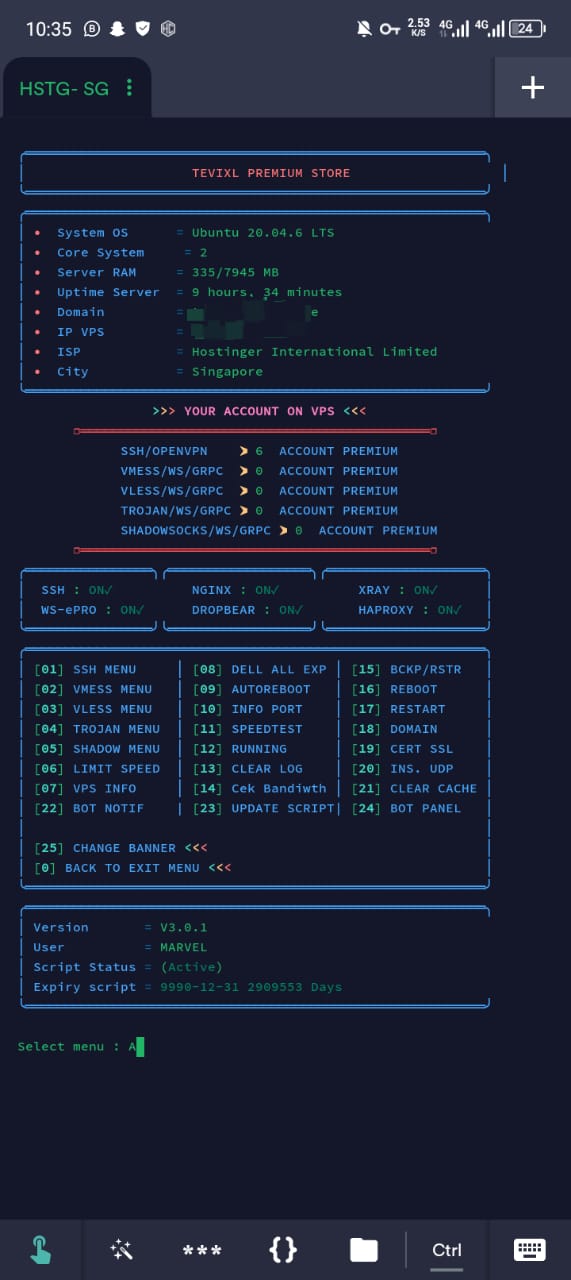 10:35 2.53 K/S 4G 4G 24
HSTG- SG
TEVIXL PREMIUM STORE
• System OS = Ubuntu 20.04.6 LTS
• Core System = 2
• Server RAM = 335/7945 MB
• Uptime Server = 9 hours, 34 minutes
• Domain = e
• IP VPS =
• ISP = Hostinger International Limited
• City = Singapore
>>> YOUR ACCOUNT ON VPS <<<
SSH/OPENVPN 6 ACCOUNT PREMIUM
VMESS/WS/GRPC 0 ACCOUNT PREMIUM
VLESS/WS/GRPC 0 ACCOUNT PREMIUM
TROJAN/WS/GRPC 0 ACCOUNT PREMIUM
SHADOWSOCKS/WS/GRPC 0 ACCOUNT PREMIUM
SSH : ON✓ NGINX : ON✓ XRAY : ON✓
WS-ePRO : ON✓ DROPBEAR : ON✓ HAPROXY : ON✓
[01] SSH MENU | [08] DELL ALL EXP | [15] BCKP/RSTR
[02] VMESS MENU | [09] AUTOREBOOT | [16] REBOOT
[03] VLESS MENU | [10] INFO PORT | [17] RESTART
[04] TROJAN MENU | [11] SPEEDTEST | [18] DOMAIN
[05] SHADOW MENU | [12] RUNNING | [19] CERT SSL
[06] LIMIT SPEED | [13] CLEAR LOG | [20] INS. UDP
[07] VPS INFO | [14] Cek Bandiwth | [21] CLEAR CACHE
[22] BOT NOTIF | [23] UPDATE SCRIPT| [24] BOT PANEL
[25] CHANGE BANNER <<<
[0] BACK TO EXIT MENU <<<
Version = V3.0.1
User = MARVEL
Script Status = (Active)
Expiry script = 9990-12-31 2909553 Days
Select menu : A
*** {} Ctrl